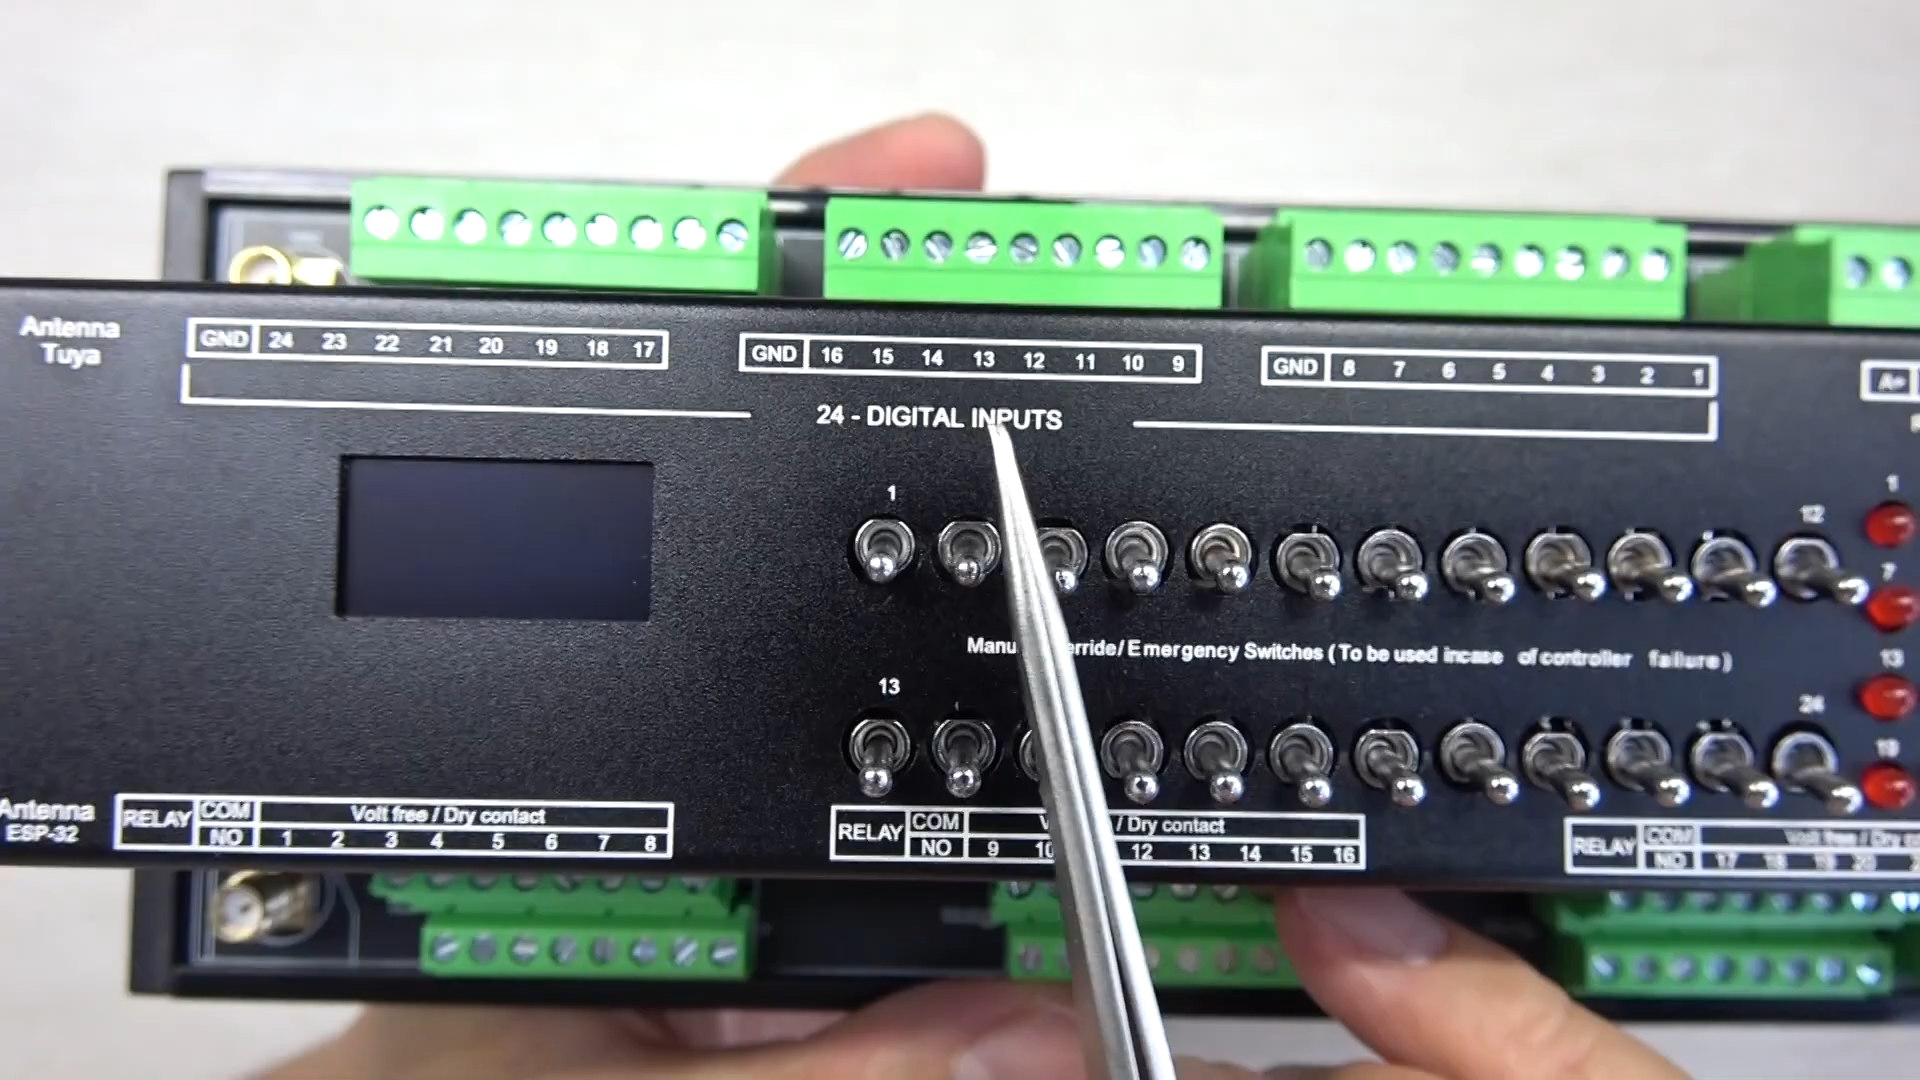 Antenna
Tuya
GND 24 23 22 21 20 19 18 17
GND 16 15 14 13 12 11 10 9
GND 8 7 6 5 4 3 2 1
A+
24 - DIGITAL INPUTS
1
12
1
7
Emergency Switches (To be used incase of controller failure)
13
24
13
19
Antenna
ESP-32
RELAY COM Volt free / Dry contact
NO 1 2 3 4 5 6 7 8
RELAY COM / Dry contact
NO 9 10 12 13 14 15 16
RELAY COM Volt free / Dry
NO 17 18 19 20